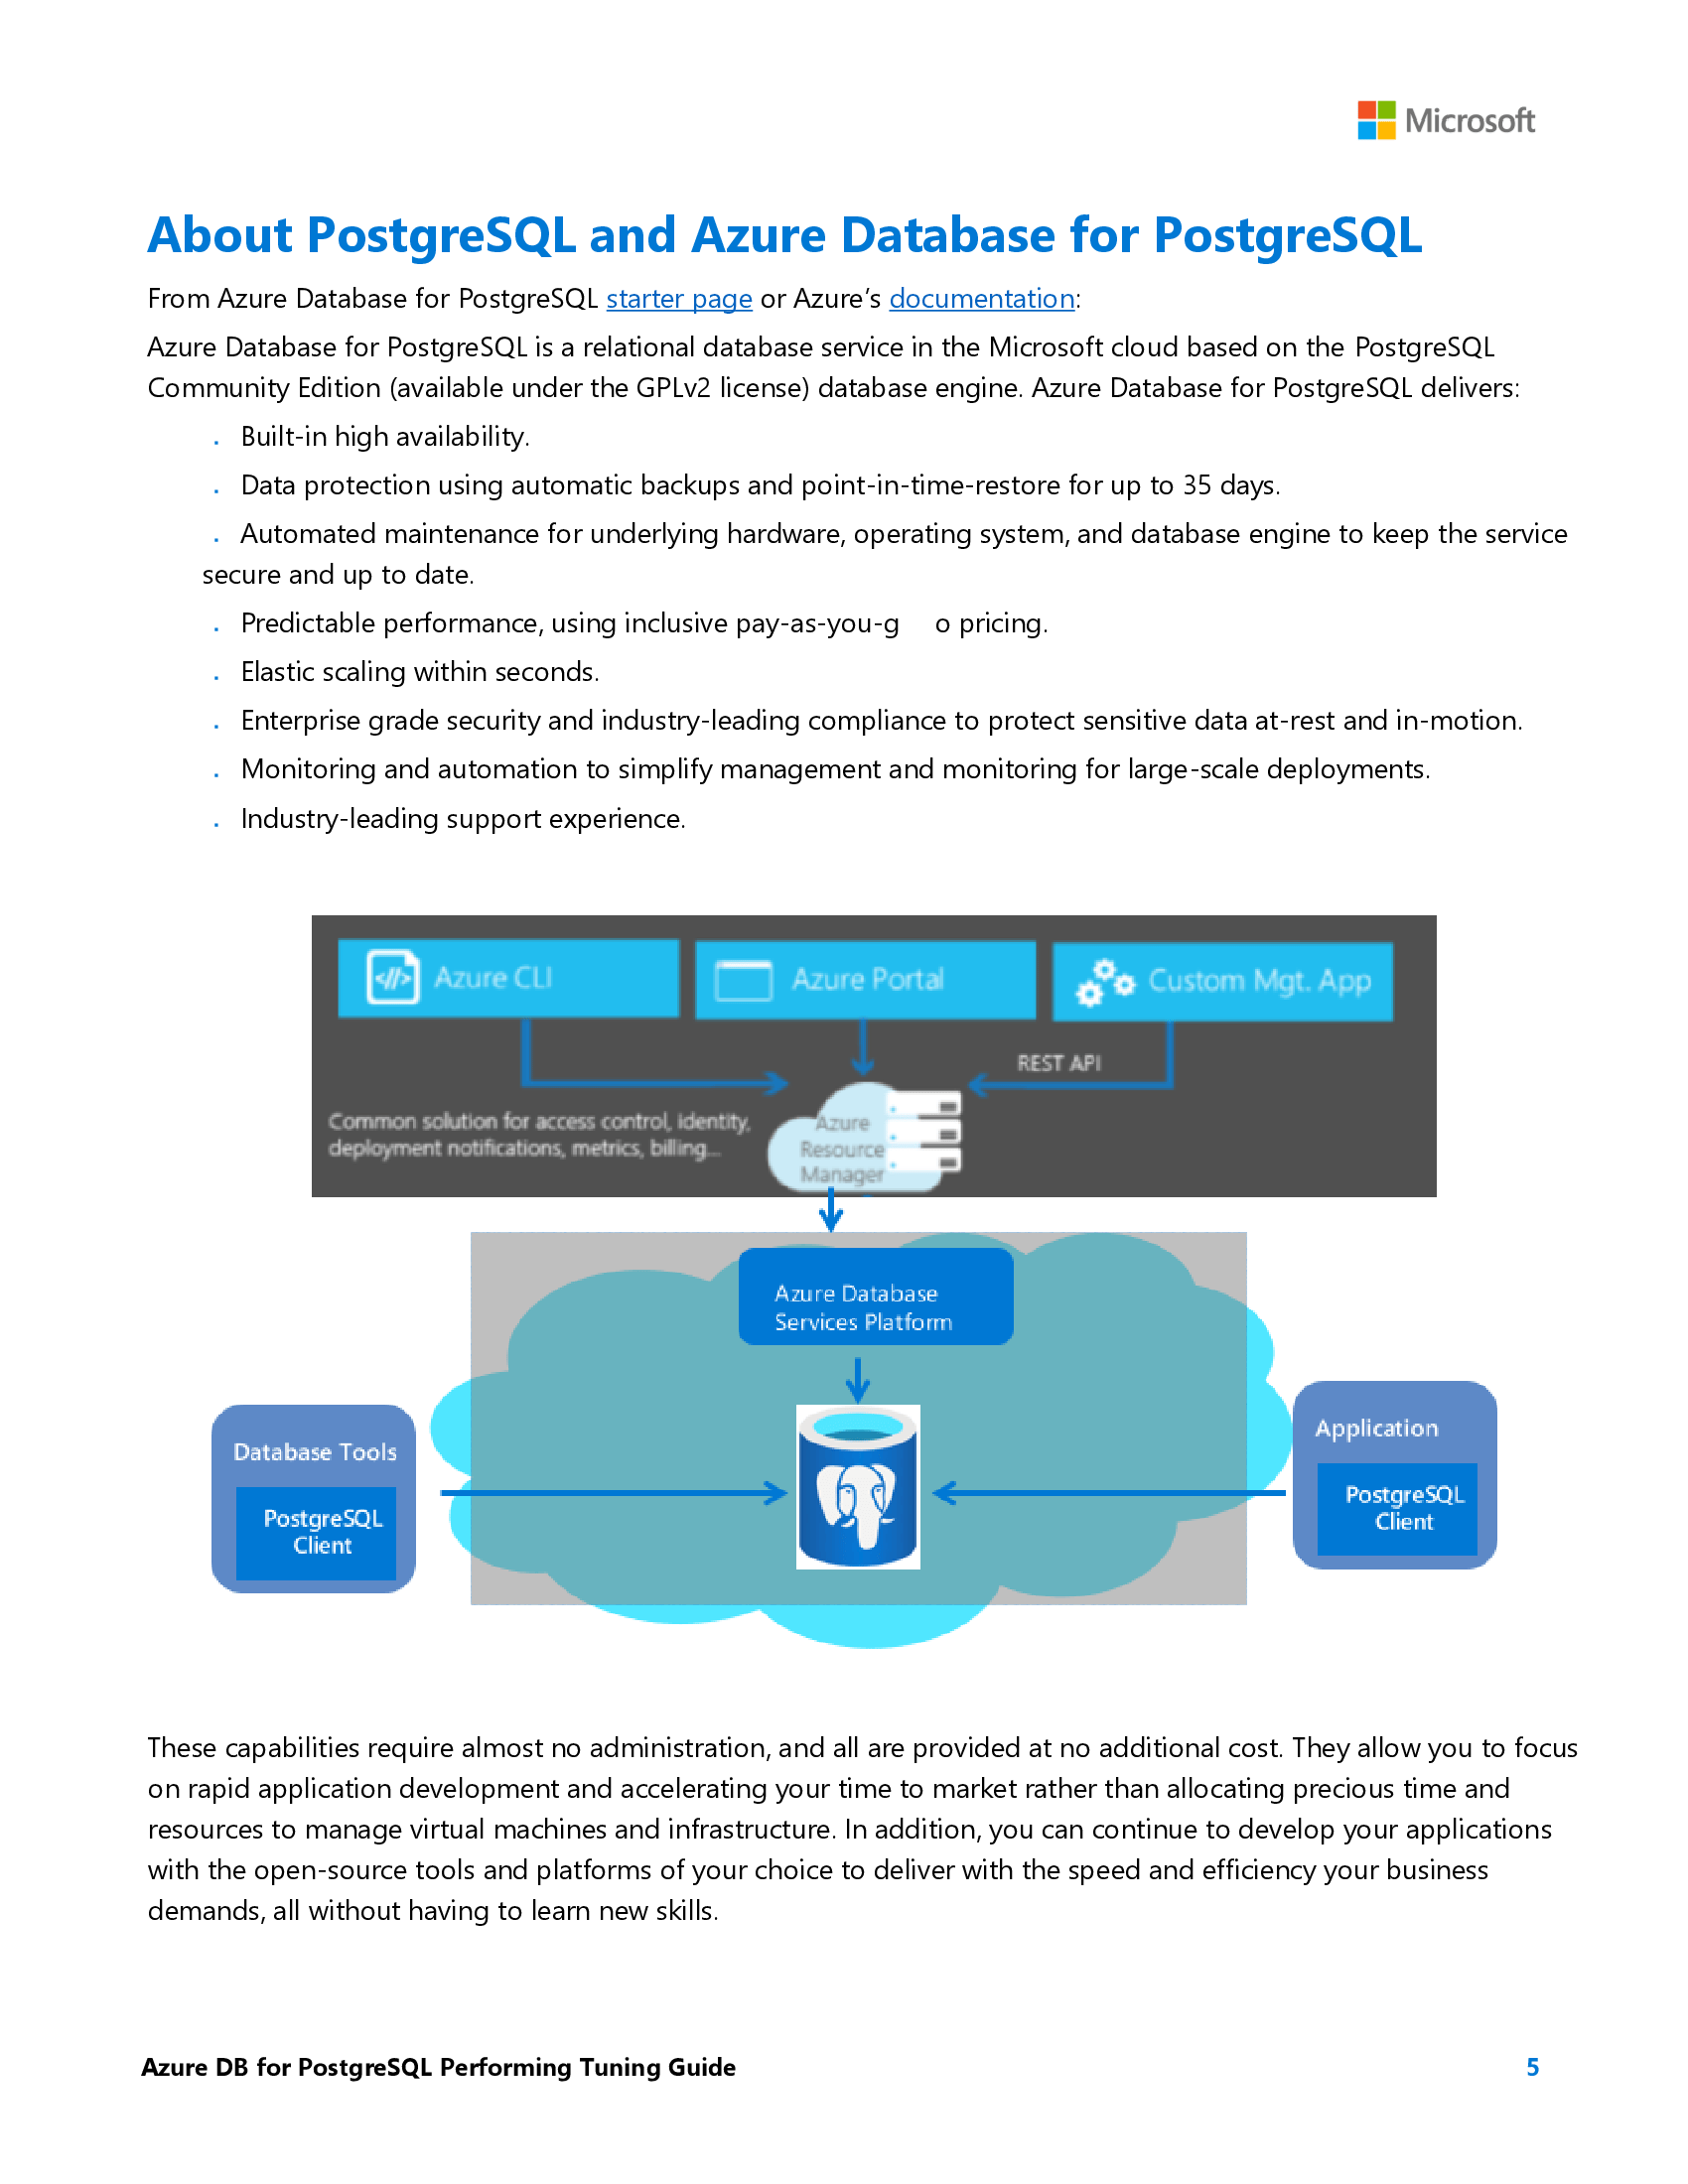 Microsoft
About PostgreSQL and Azure Database for PostgreSQL
From Azure Database for PostgreSQL starter page or Azure's documentation:
Azure Database for PostgreSQL is a relational database service in the Microsoft cloud based on the PostgreSQL
Community Edition (available under the GPLv2 license) database engine. Azure Database for PostgreSQL delivers:
. Built-in high availability.
. Data protection using automatic backups and point-in-time-restore for up to 35 days.
. Automated maintenance for underlying hardware, operating system, and database engine to keep the service
secure and up to date.
. Predictable performance, using inclusive pay-as-you-g o pricing.
. Elastic scaling within seconds.
. Enterprise grade security and industry-leading compliance to protect sensitive data at-rest and in-motion.
. Monitoring and automation to simplify management and monitoring for large-scale deployments.
. Industry-leading support experience.
</> Azure CLI
Azure Portal
Custom Mgt. App
REST API
Common solution for access control, identity,
deployment notifications, metrics, billing...
Azure
Resource
Manager
Azure Database
Services Platform
Database Tools
PostgreSQL
Client
Application
PostgreSQL
Client
These capabilities require almost no administration, and all are provided at no additional cost. They allow you to focus
on rapid application development and accelerating your time to market rather than allocating precious time and
resources to manage virtual machines and infrastructure. In addition, you can continue to develop your applications
with the open-source tools and platforms of your choice to deliver with the speed and efficiency your business
demands, all without having to learn new skills.
Azure DB for PostgreSQL Performing Tuning Guide 5